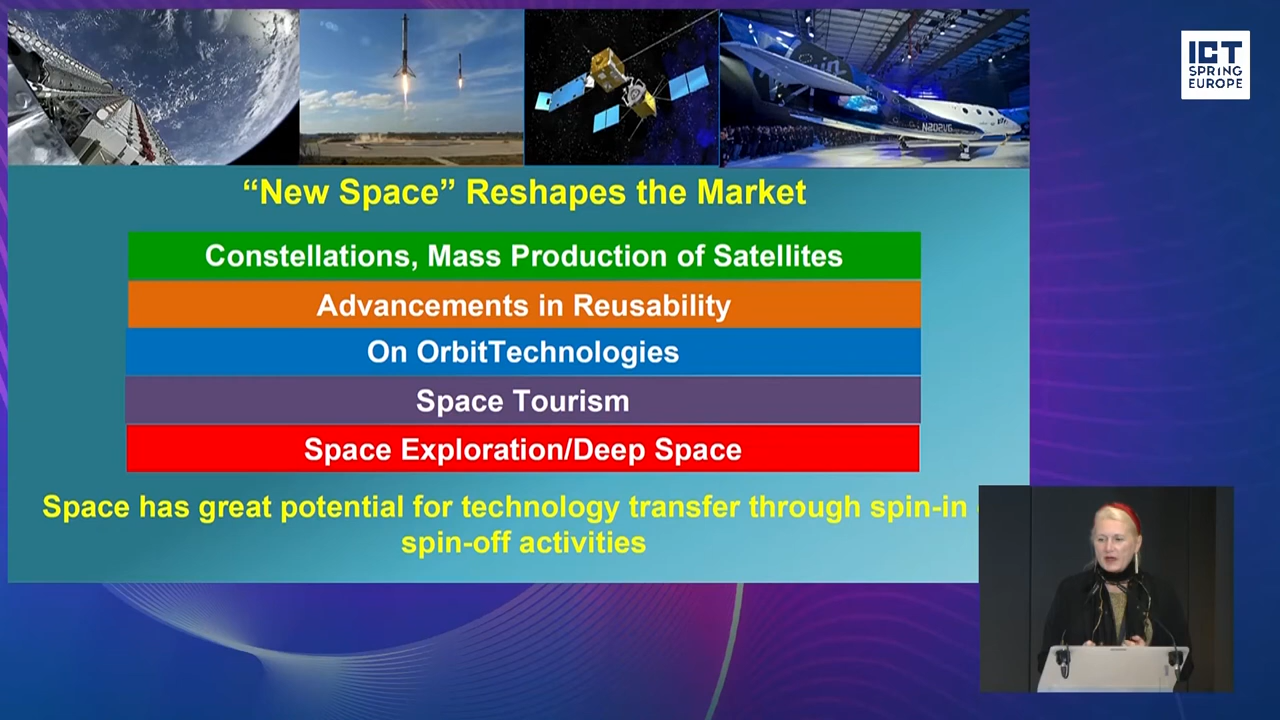 ICT
SPRING
EUROPE
N202VG
“New Space” Reshapes the Market
Constellations, Mass Production of Satellites
Advancements in Reusability
On OrbitTechnologies
Space Tourism
Space Exploration/Deep Space
Space has great potential for technology transfer through spin-in
spin-off activities